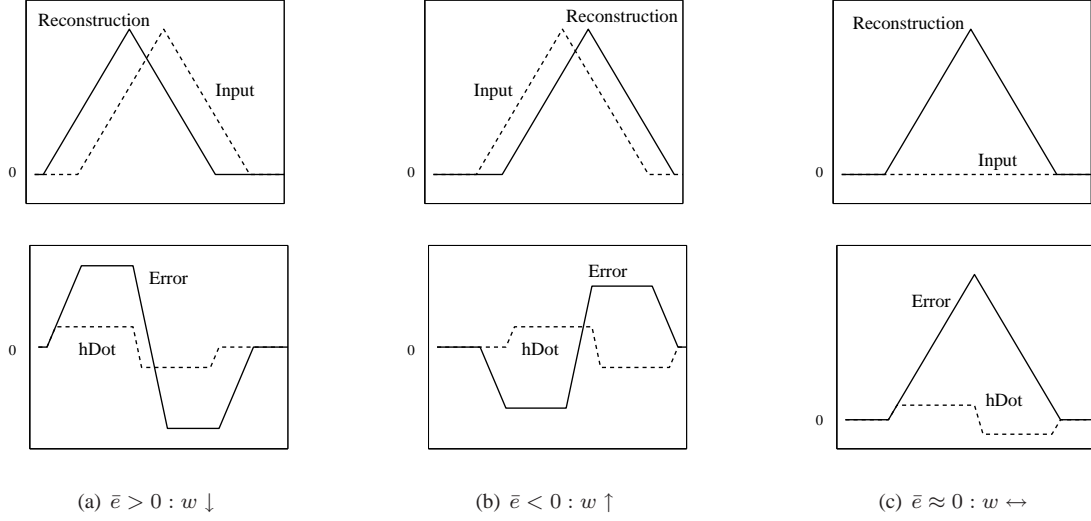 Reconstruction
Input
0
Reconstruction
Input
0
Reconstruction
Input
0
Error
hDot
0
Error
hDot
0
Error
hDot
0
(a) ē > 0 : w ↓
(b) ē < 0 : w ↑
(c) ē ≈ 0 : w ↔